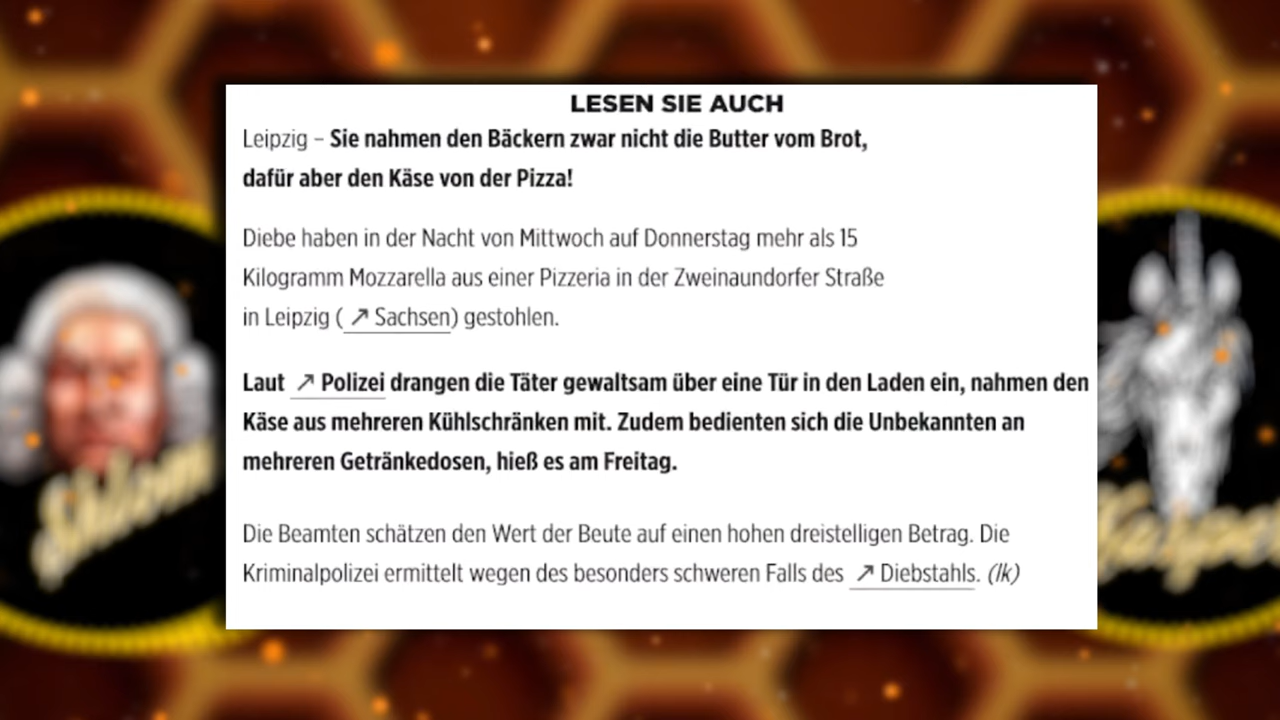 LESEN SIE AUCH
Leipzig – Sie nahmen den Bäckern zwar nicht die Butter vom Brot,
dafür aber den Käse von der Pizza!
Diebe haben in der Nacht von Mittwoch auf Donnerstag mehr als 15
Kilogramm Mozzarella aus einer Pizzeria in der Zweinaundorfer Straße
in Leipzig (↗ Sachsen) gestohlen.
Laut ↗ Polizei drangen die Täter gewaltsam über eine Tür in den Laden ein, nahmen den
Käse aus mehreren Kühlschränken mit. Zudem bedienten sich die Unbekannten an
mehreren Getränkedosen, hieß es am Freitag.
Die Beamten schätzen den Wert der Beute auf einen hohen dreistelligen Betrag. Die
Kriminalpolizei ermittelt wegen des besonders schweren Falls des ↗ Diebstahls. (lk)